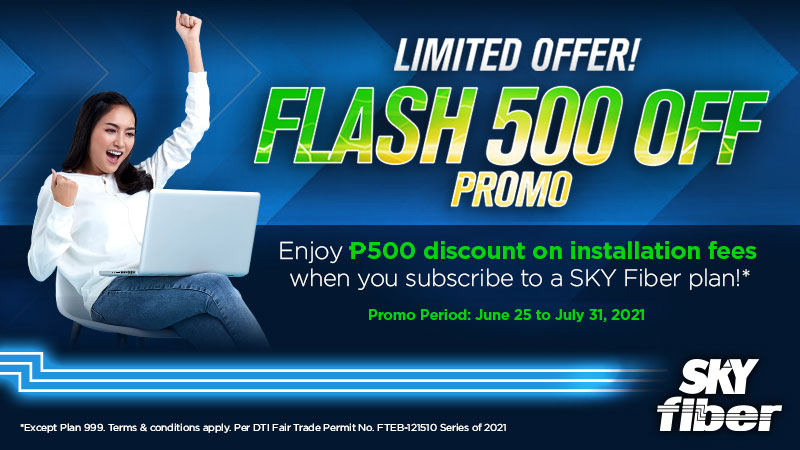 LIMITED OFFER!
FLASH 500 OFF
PROMO
Enjoy ₱500 discount on installation fees
when you subscribe to a SKY Fiber plan!*
Promo Period: June 25 to July 31, 2021
SKY
fiber
*Except Plan 999. Terms & conditions apply. Per DTI Fair Trade Permit No. FTEB-121510 Series of 2021